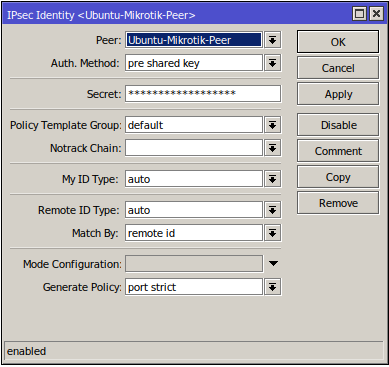 IPsec Identity <Ubuntu-Mikrotik-Peer>
Peer: Ubuntu-Mikrotik-Peer
OK
Auth. Method: pre shared key
Cancel
Secret: ******************
Apply
Policy Template Group: default
Disable
Notrack Chain:
Comment
My ID Type: auto
Copy
Remote ID Type: auto
Remove
Match By: remote id
Mode Configuration:
Generate Policy: port strict
enabled